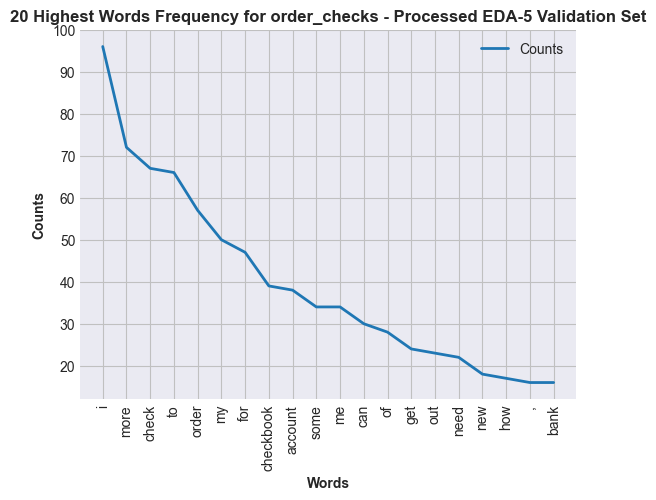 20 Highest Words Frequency for order_checks - Processed EDA-5 Validation Set
Counts
100
90
80
70
60
50
40
30
20
Counts
i
more
check
to
order
my
for
checkbook
account
some
me
can
of
get
out
need
new
how
,
bank
Words